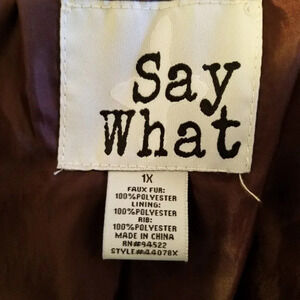 Say
What
1X
FAUX FUR:
100%POLYESTER
LINING:
100%POLYESTER
RIB:
100%POLYESTER
MADE IN CHINA
RN#94522
STYLE#44078X